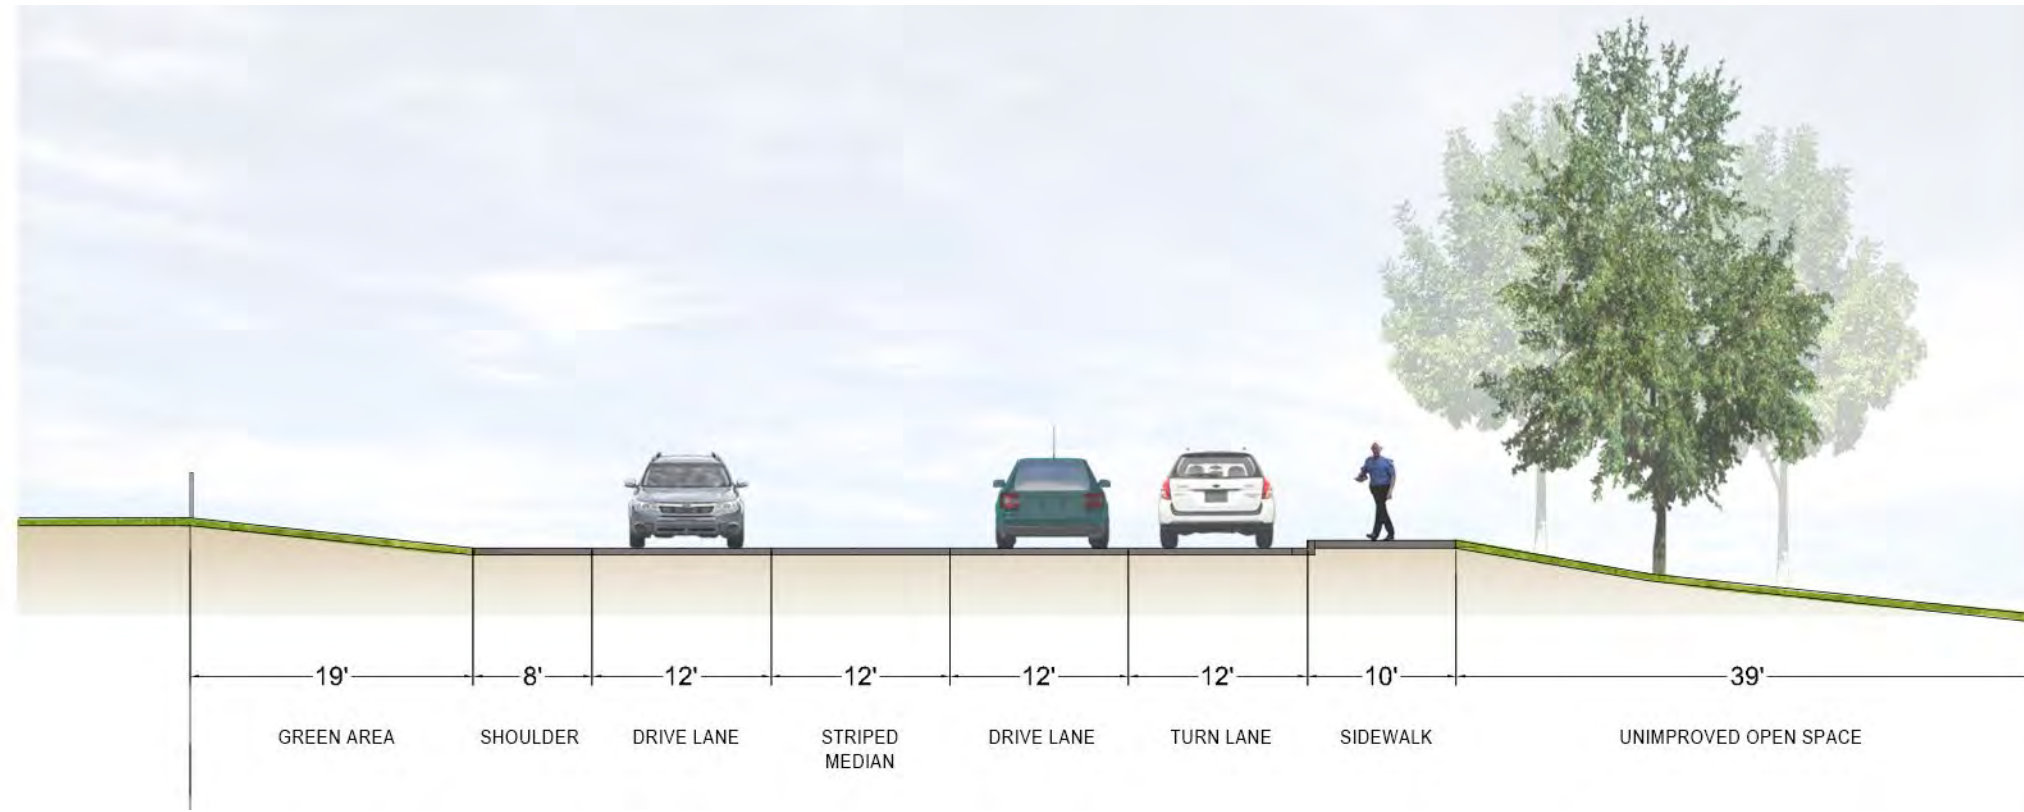 19' 8' 12' 12' 12' 12' 10' 39'
GREEN AREA SHOULDER DRIVE LANE STRIPED DRIVE LANE TURN LANE SIDEWALK UNIMPROVED OPEN SPACE
MEDIAN